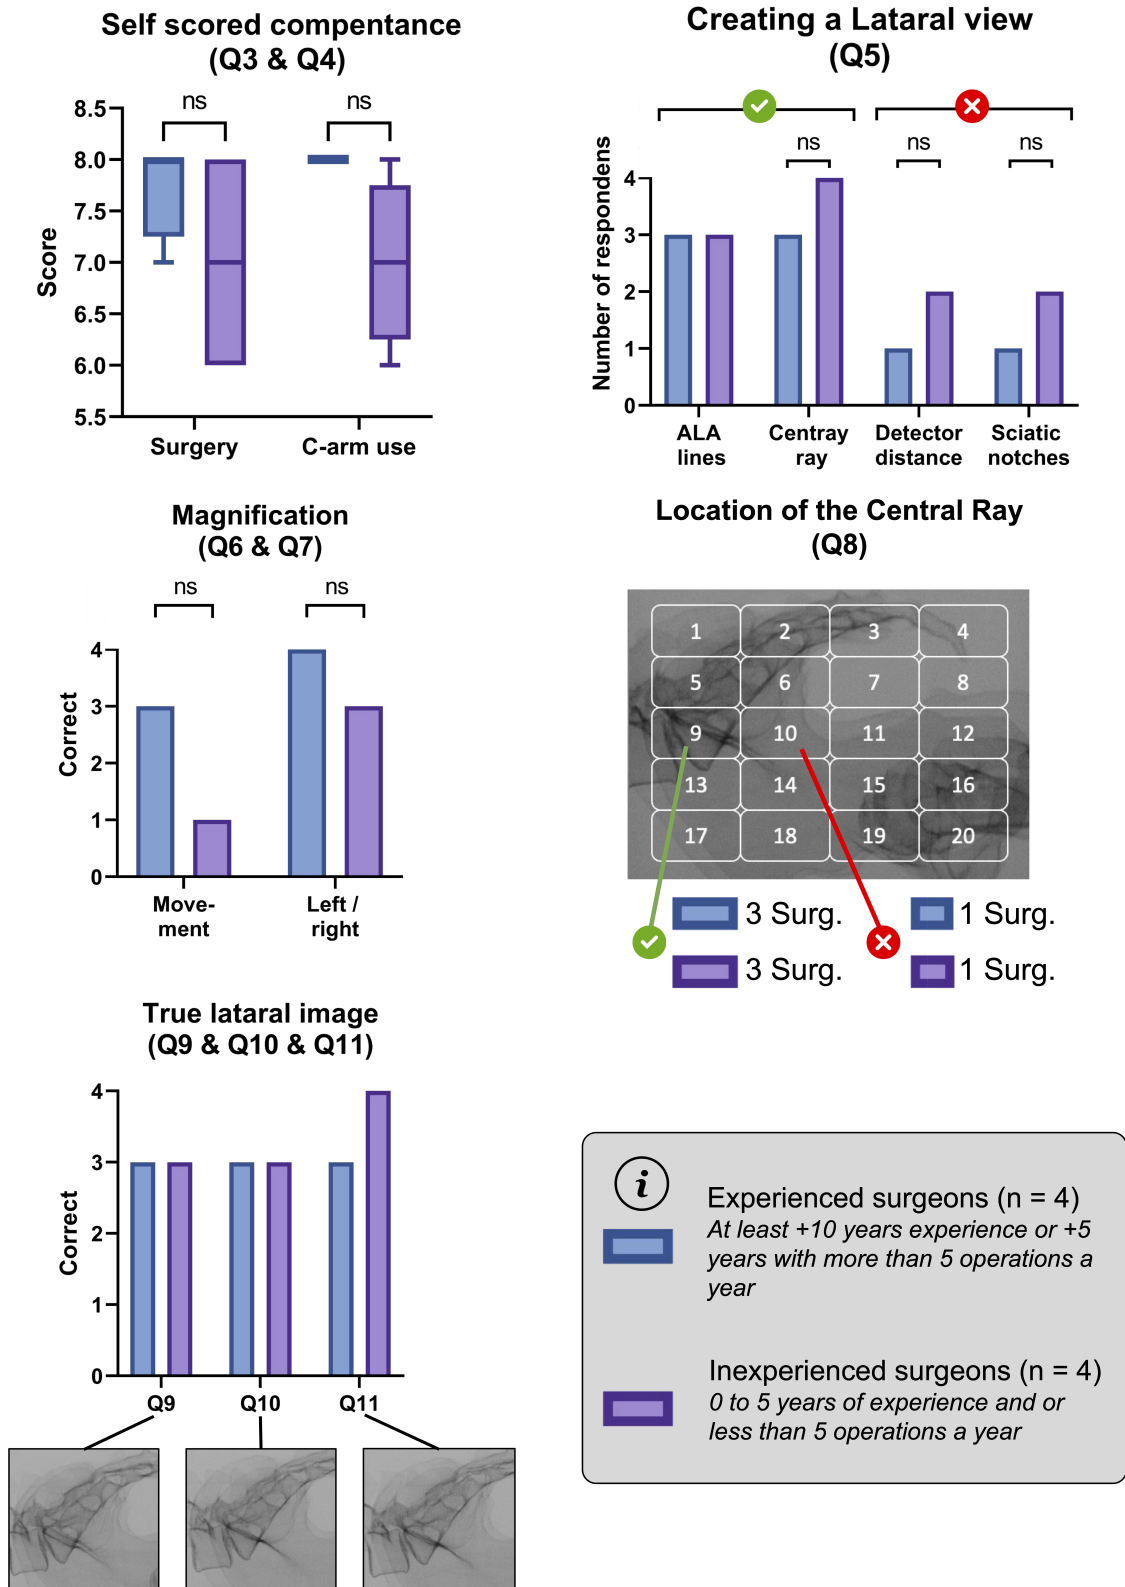 Self scored compentance
(Q3 & Q4)
ns
ns
8.5
8.0
7.5
7.0
6.5
6.0
5.5
Score
Surgery
C-arm use
Creating a Lataral view
(Q5)
ns
ns
ns
4
3
2
1
0
Number of respondens
ALA
lines
Centray
ray
Detector
distance
Sciatic
notches
Magnification
(Q6 & Q7)
ns
ns
4
3
2
1
0
Correct
Move-
ment
Left /
right
Location of the Central Ray
(Q8)
1 2 3 4
5 6 7 8
9 10 11 12
13 14 15 16
17 18 19 20
3 Surg.
1 Surg.
3 Surg.
1 Surg.
True lataral image
(Q9 & Q10 & Q11)
4
3
2
1
0
Correct
Q9
Q10
Q11
i
Experienced surgeons (n = 4)
At least +10 years experience or +5
years with more than 5 operations a
year
Inexperienced surgeons (n = 4)
0 to 5 years of experience and or
less than 5 operations a year